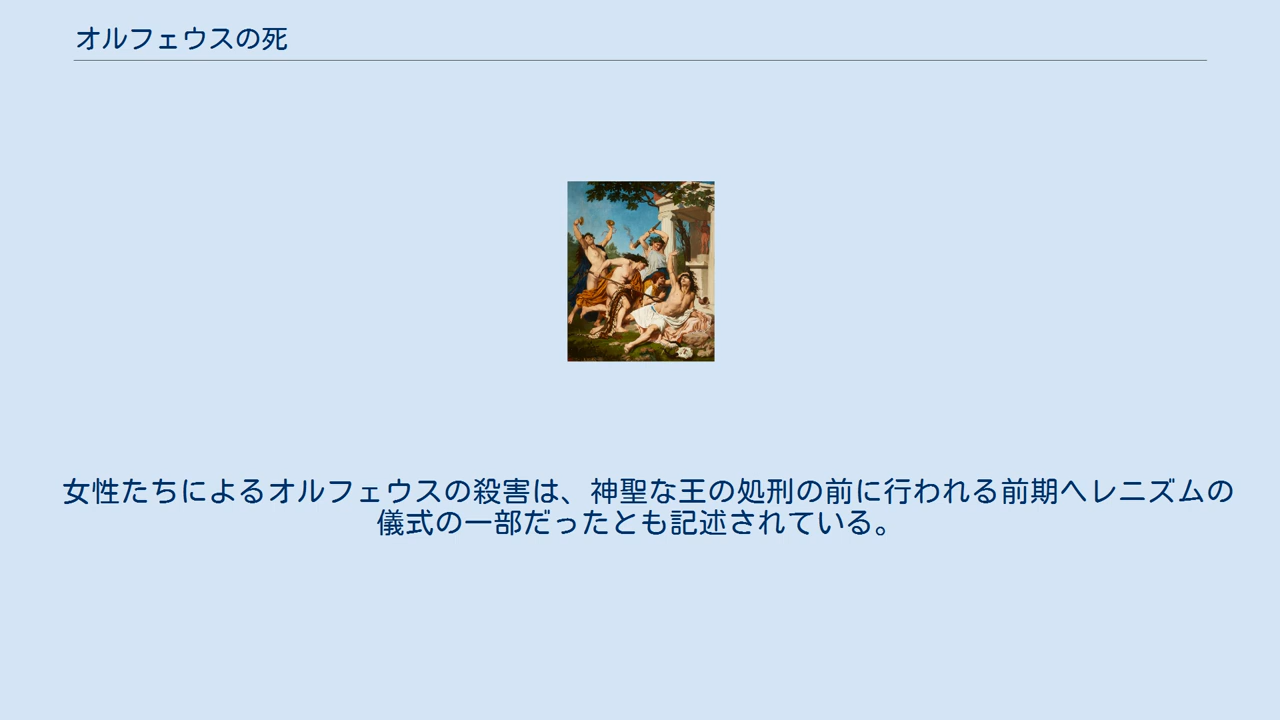 オルフェウスの死
女性たちによるオルフェウスの殺害は、神聖な王の処刑の前に行われる前期ヘレニズムの
儀式の一部だったとも記述されている。